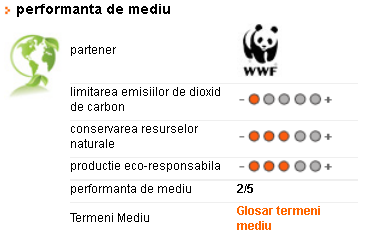 performanta de mediu
partener
WWF
limitarea emisiilor de dioxid
de carbon
- +
conservarea resurselor
naturale
- +
productie eco-responsabila
- +
performanta de mediu 2/5
Termeni Mediu Glosar termeni
mediu